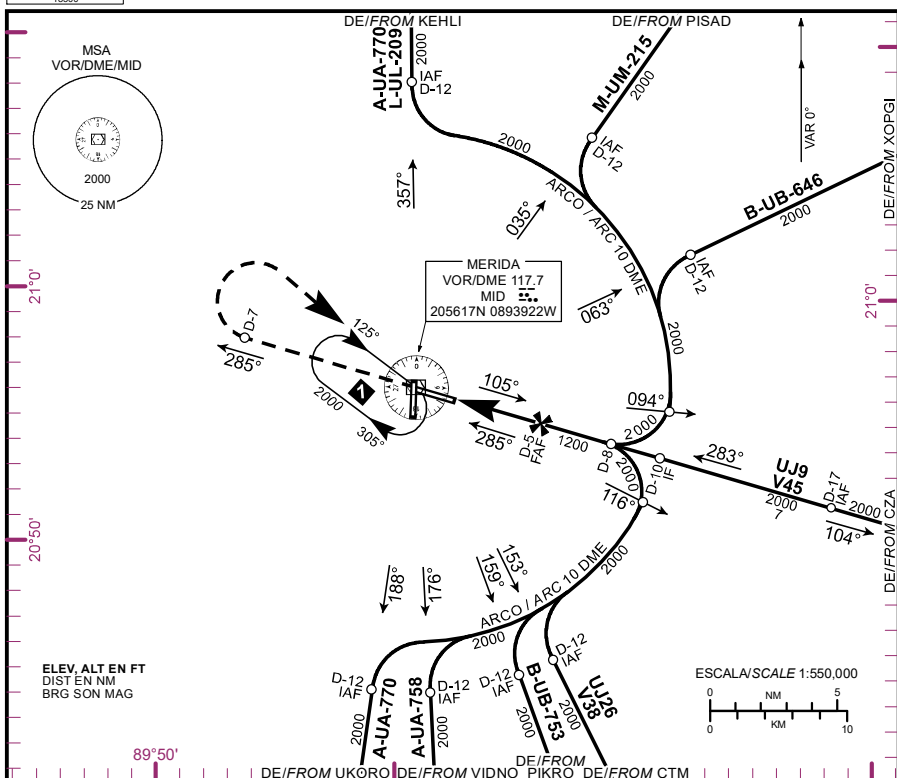 DE/FROM KEHLI
DE/FROM PISAD
MSA
VOR/DME/MID
2000
25 NM
A-UA-770
L-UL-209
2000
IAF
D-12
M-UM-215
2000
IAF
D-12
VAR 0°
DE/FROM XOPGI
B-UB-646
2000
IAF
D-12
2000
ARCO / ARC 10 DME
357°
035°
063°
MERIDA
VOR/DME 117.7
MID
205617N 0893922W
21°0'
21°0'
2000
D-7
285°
125°
1
2000
305°
105°
285°
D-5
FAF
1200
094°
2000
D-8
2000
D-10
IF
283°
UJ9
V45
2000
7
D-17
IAF
2000
104°
DE/FROM CZA
116°
20°50'
2000
ARCO / ARC 10 DME
2000
188°
176°
159°
153°
D-12
IAF
D-12
IAF
D-12
IAF
D-12
IAF
2000
A-UA-770
2000
A-UA-758
2000
B-UB-753
2000
UJ26
V38
ELEV, ALT EN FT
DIST EN NM
BRG SON MAG
ESCALA/SCALE 1:550,000
0 NM 5
0 KM 10
89°50'
DE/FROM UKORO
DE/FROM VIDNO
DE/FROM
PIKRO
DE/FROM CTM